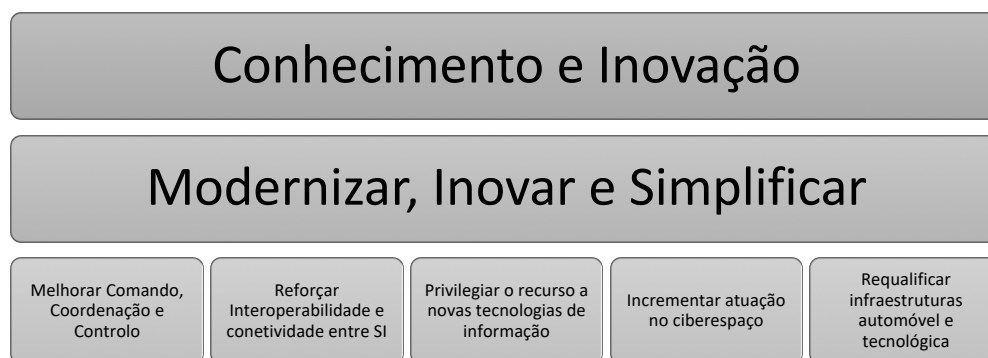 Conhecimento e Inovação
Modernizar, Inovar e Simplificar
Melhorar Comando,
Coordenação e
Controlo
Reforçar
Interoperabilidade e
conetividade entre SI
Privilegiar o recurso a
novas tecnologias de
informação
Incrementar atuação
no ciberespaço
Requalificar
infraestruturas
automóvel e
tecnológica